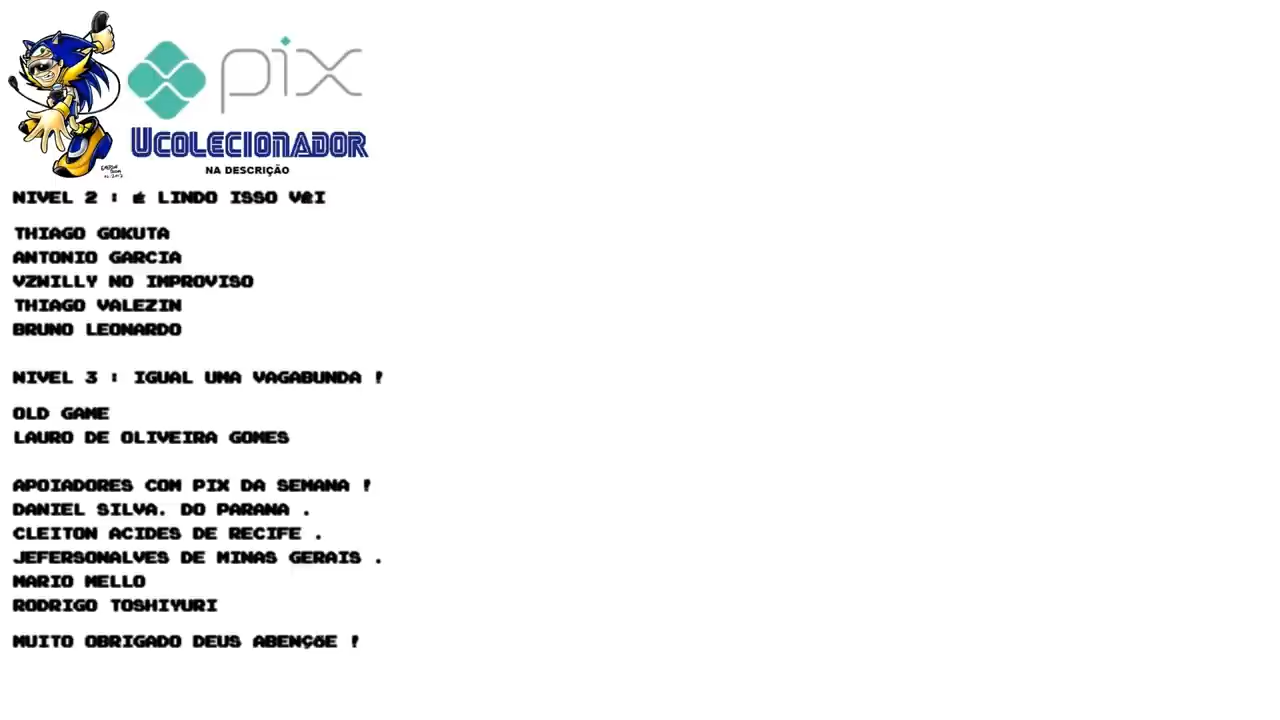 pix
UCOLECIONADOR
NA DESCRIÇÃO
NIVEL 2 : É LINDO ISSO VÊI
THIAGO GOKUTA
ANTONIO GARCIA
VZWILLY NO IMPROVISO
THIAGO VALEZIN
BRUNO LEONARDO
NIVEL 3 : IGUAL UMA VAGABUNDA !
OLD GAME
LAURO DE OLIVEIRA GOMES
APOIADORES COM PIX DA SEMANA !
DANIEL SILVA. DO PARANA .
CLEITON ACIDES DE RECIFE .
JEFERSONALVES DE MINAS GERAIS .
MARIO MELLO
RODRIGO TOSHIYURI
MUITO OBRIGADO DEUS ABENÇÕE !